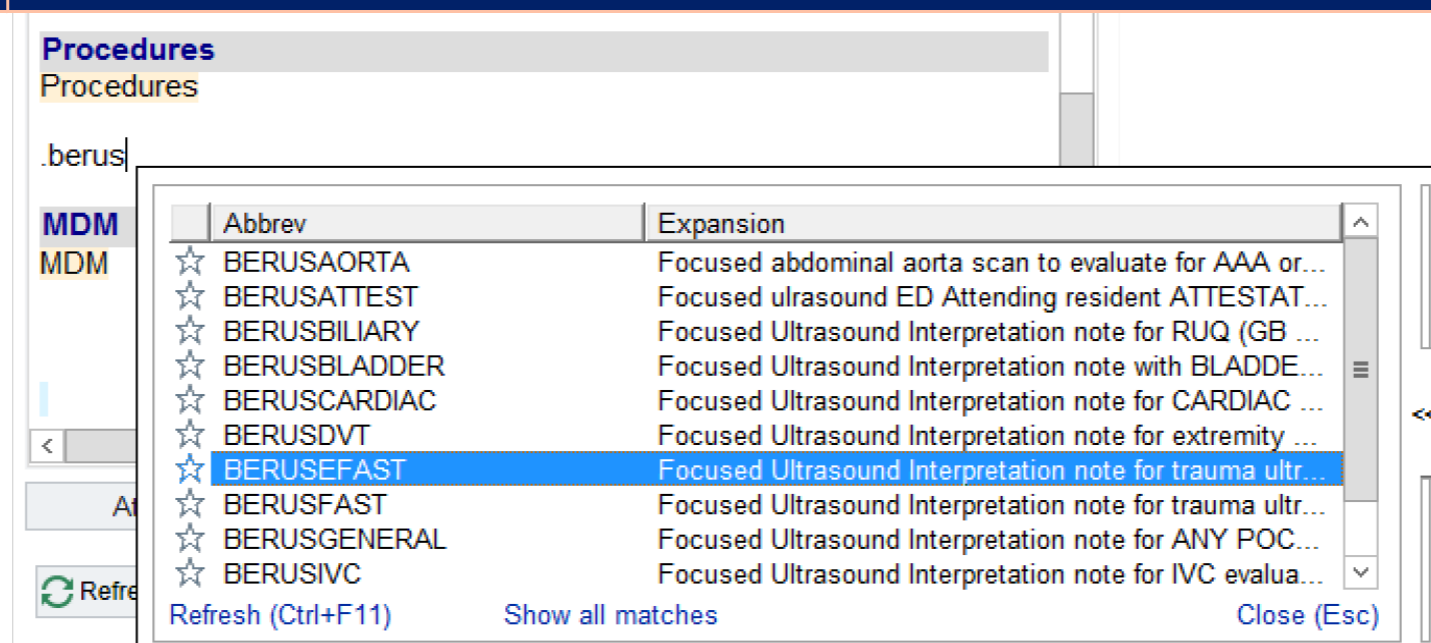 Procedures
Procedures
.berus
MDM
MDM
Abbrev Expansion
BERUSAORTA Focused abdominal aorta scan to evaluate for AAA or...
BERUSATTEST Focused ulrasound ED Attending resident ATTESTAT...
BERUSBILIARY Focused Ultrasound Interpretation note for RUQ (GB ...
BERUSBLADDER Focused Ultrasound Interpretation note with BLADDE...
BERUSCARDIAC Focused Ultrasound Interpretation note for CARDIAC ...
BERUSDVT Focused Ultrasound Interpretation note for extremity ...
BERUSEFAST Focused Ultrasound Interpretation note for trauma ultr...
BERUSFAST Focused Ultrasound Interpretation note for trauma ultr...
BERUSGENERAL Focused Ultrasound Interpretation note for ANY POC...
BERUSIVC Focused Ultrasound Interpretation note for IVC evalua...
Refresh (Ctrl+F11) Show all matches Close (Esc)
At
Refre